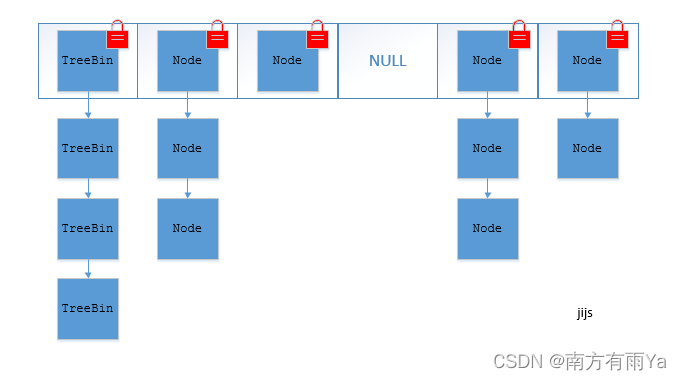 TreeBin Node Node NULL Node Node
TreeBin Node Node Node
TreeBin Node Node
TreeBin
jijs
CSDN @南方有雨Ya